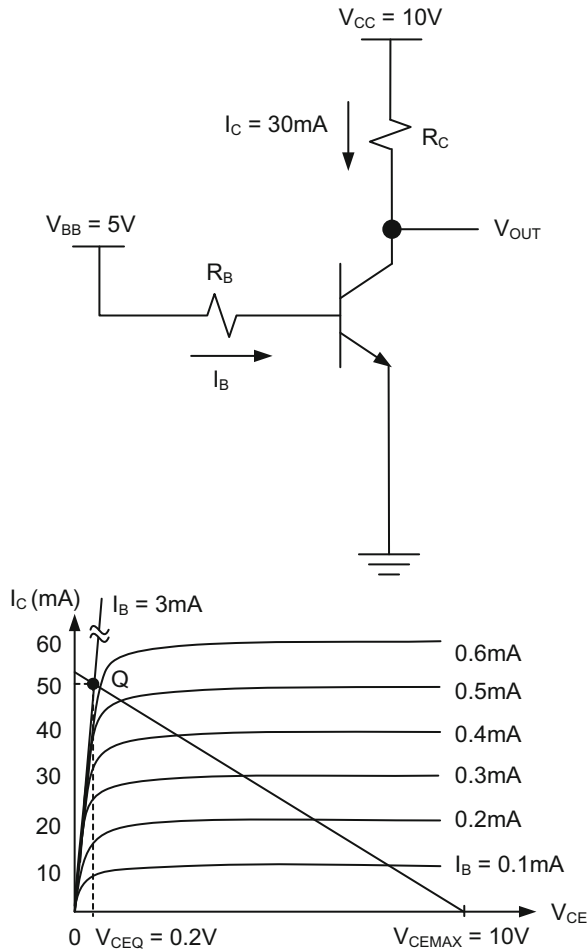 V_CC = 10V
I_C = 30mA
R_C
V_BB = 5V
V_OUT
R_B
I_B
I_C (mA)
I_B = 3mA
60
0.6mA
Q
50
0.5mA
40
0.4mA
30
0.3mA
20
0.2mA
10
I_B = 0.1mA
V_CE
0 V_CEQ = 0.2V
V_CEMAX = 10V